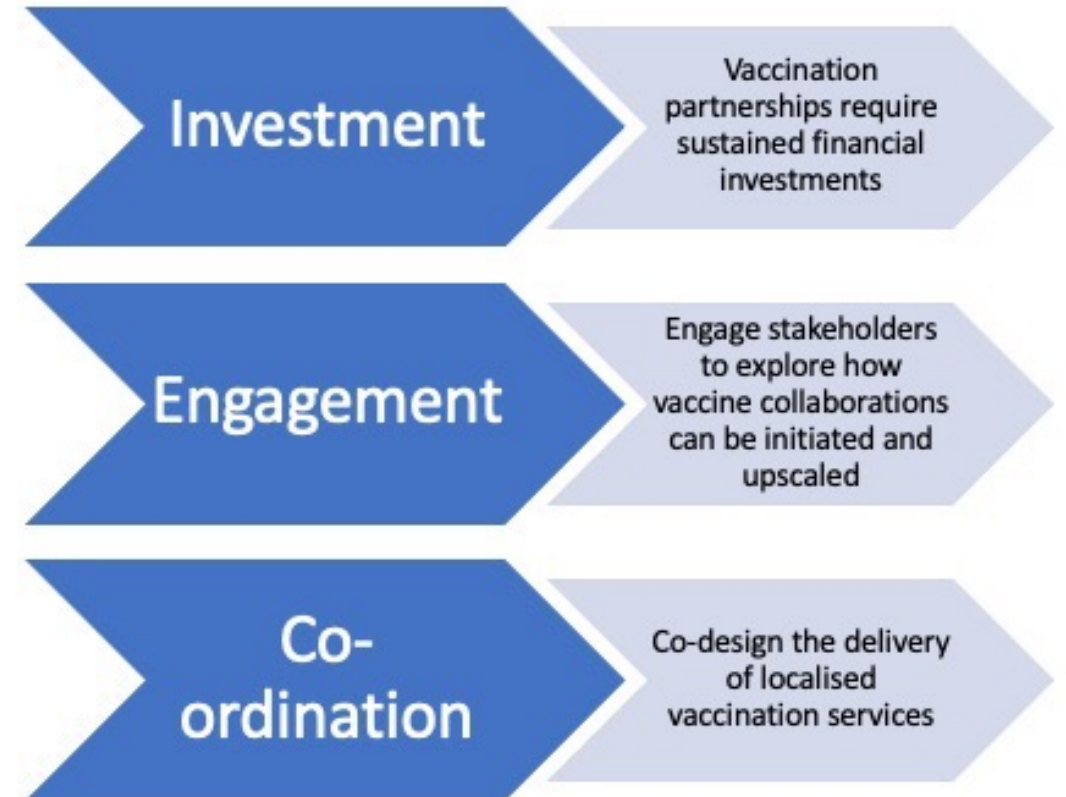 Investment
Vaccination
partnerships require
sustained financial
investments
Engagement
Engage stakeholders
to explore how
vaccine collaborations
can be initiated and
upscaled
Co-
ordination
Co-design the delivery
of localised
vaccination services